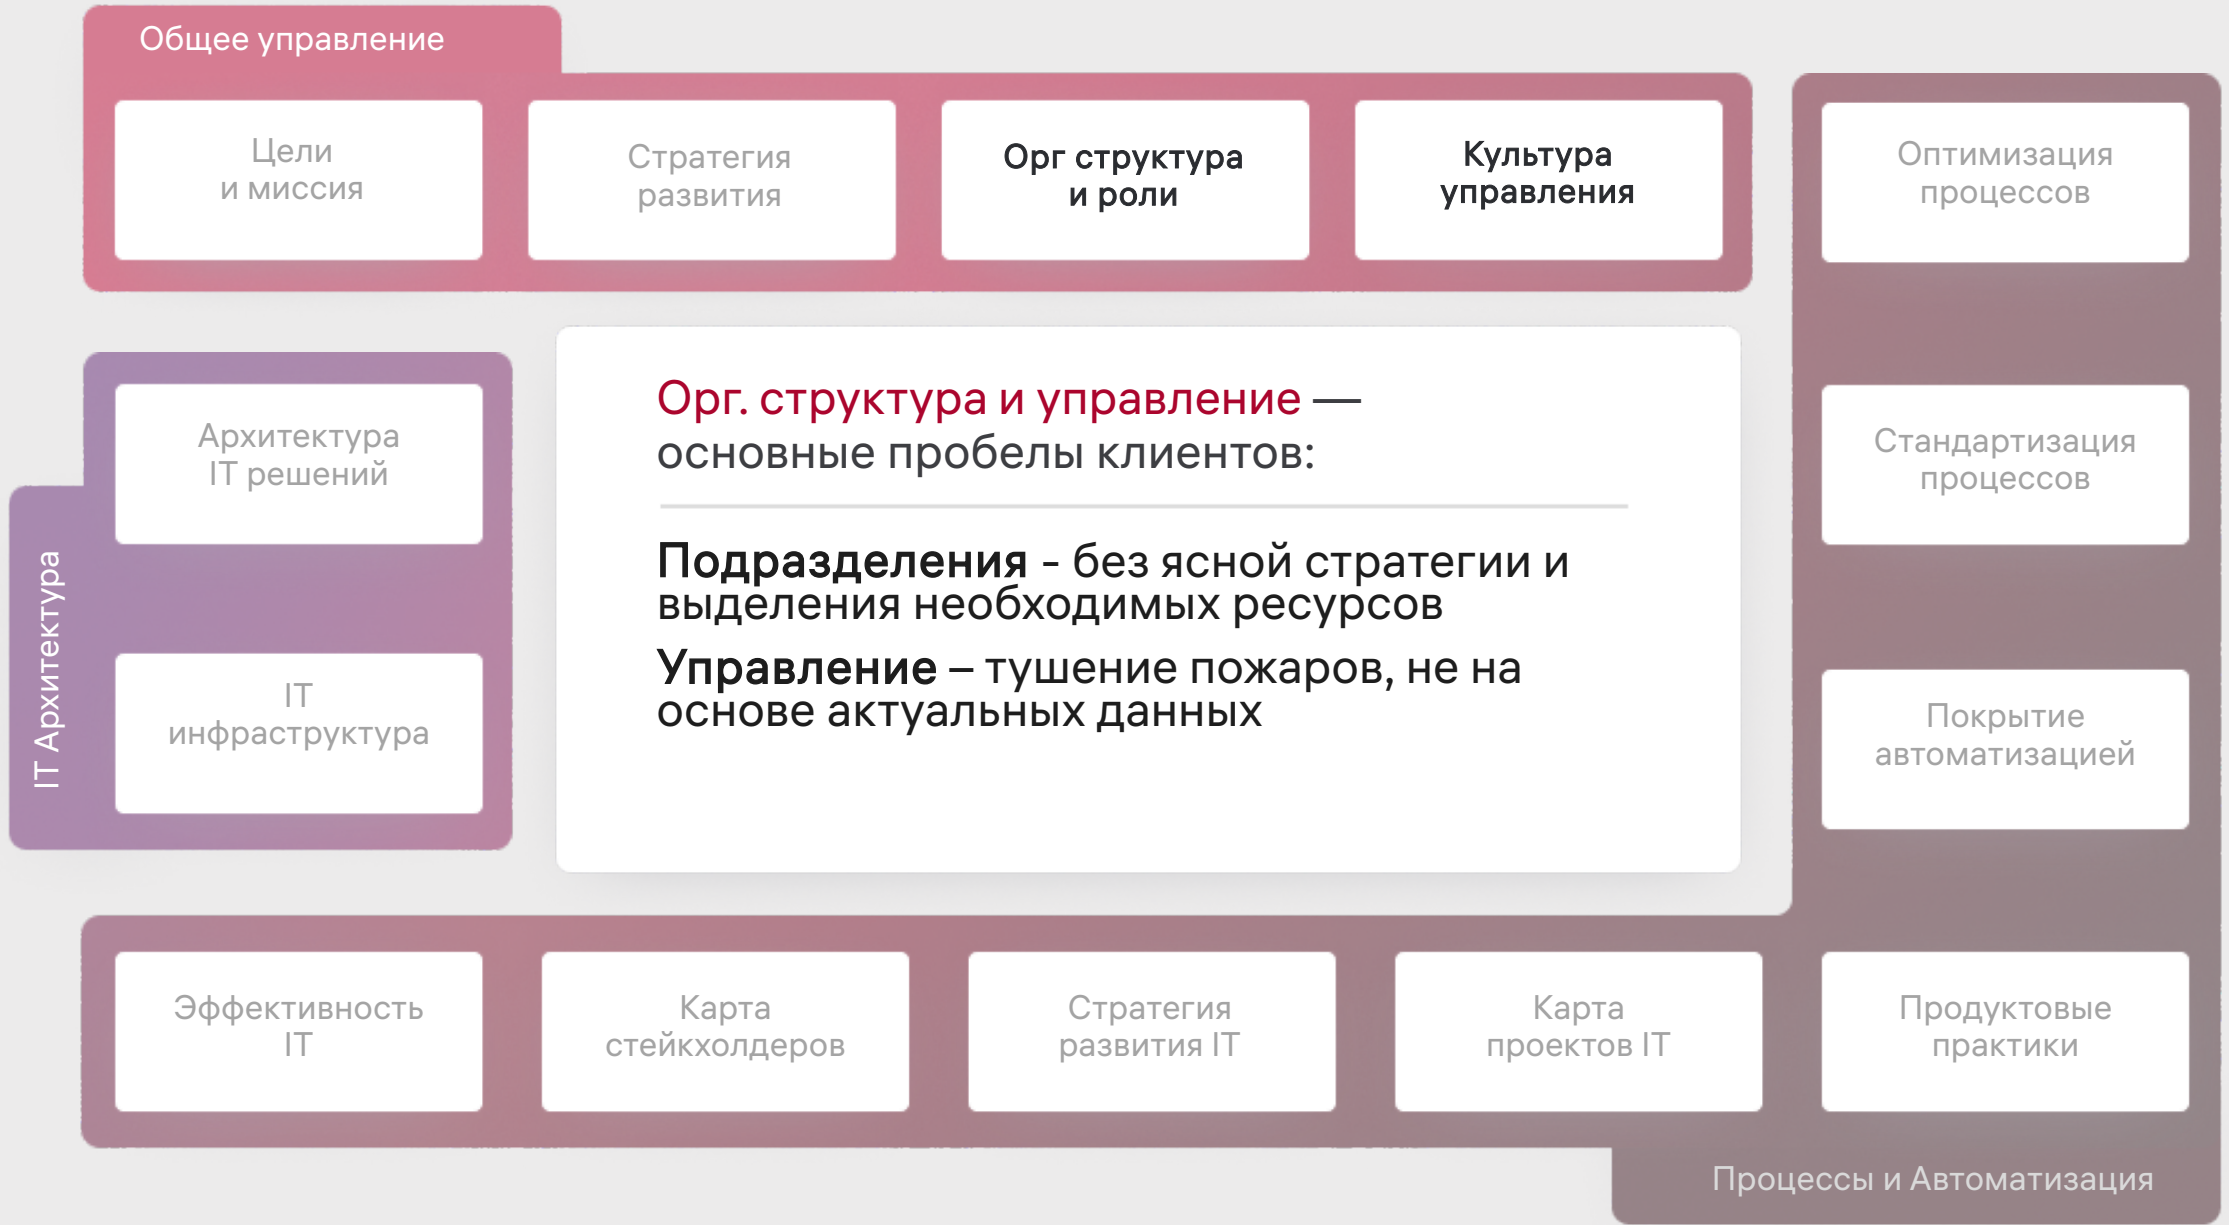 Общее управление
Цели
и миссия
Стратегия
развития
Орг структура
и роли
Культура
управления
Оптимизация
процессов
Архитектура
IT решений
IT
инфраструктура
IT Архитектура
Орг. структура и управление —
основные пробелы клиентов:
Подразделения - без ясной стратегии и
выделения необходимых ресурсов
Управление – тушение пожаров, не на
основе актуальных данных
Стандартизация
процессов
Покрытие
автоматизацией
Эффективность
IT
Карта
стейкхолдеров
Стратегия
развития IT
Карта
проектов IT
Продуктовые
практики
Процессы и Автоматизация